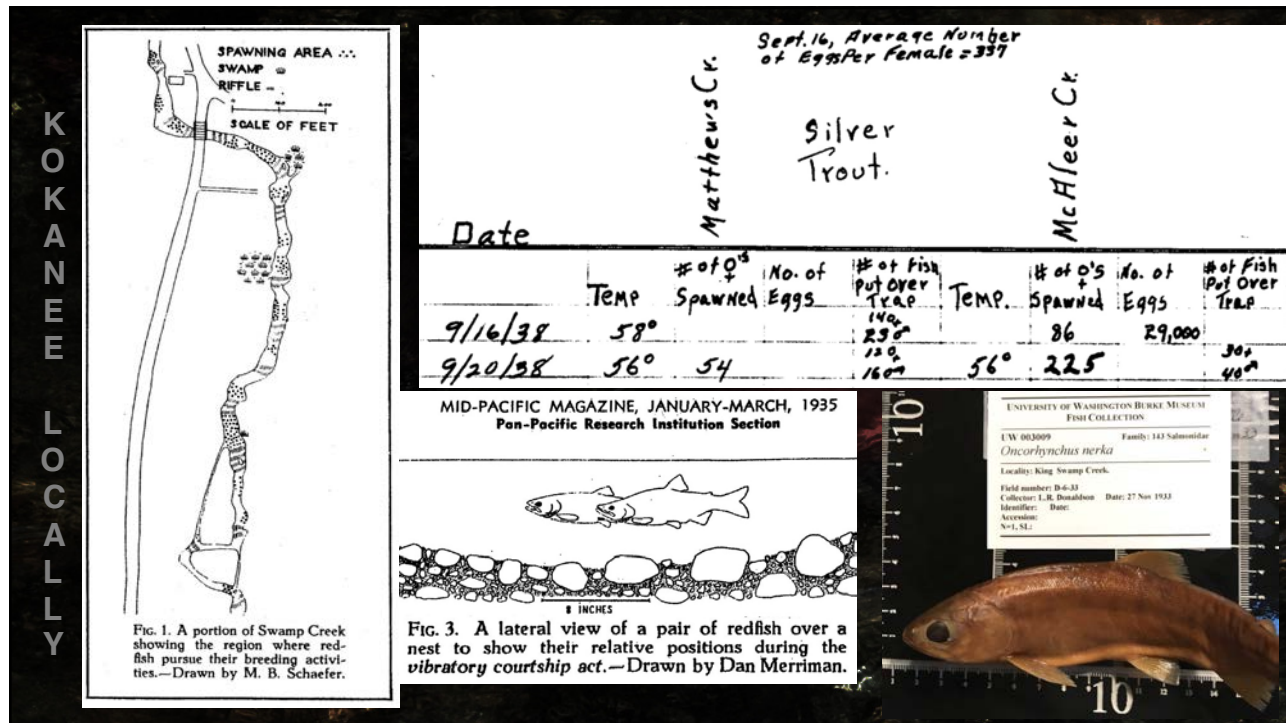 KOKANEE LOCALLY
SPAWNING AREA
SWAMP
RIFFLE
SCALE OF FEET
FIG. 1. A portion of Swamp Creek
showing the region where red-
fish pursue their breeding activi-
ties.—Drawn by M. B. Schaefer.
Sept. 16, Average Number
of Eggs Per Female = 337
Matthews Cr.
Silver
Trout.
McAleer Cr.
Date
Temp
# of ♀'s
Spawned
No. of
Eggs
# of Fish
Put Over
Trap
Temp.
# of ♀'s
Spawned
No. of
Eggs
# of Fish
Put Over
Trap
9/16/38 58° 140♀ 230♂ 86 29,000
9/20/38 56° 54 120♀ 160♂ 56° 225 30♀ 40♂
MID-PACIFIC MAGAZINE, JANUARY-MARCH, 1935
Pan-Pacific Research Institution Section
8 INCHES
FIG. 3. A lateral view of a pair of redfish over a
nest to show their relative positions during the
vibratory courtship act.—Drawn by Dan Merriman.
10
UNIVERSITY OF WASHINGTON BURKE MUSEUM
FISH COLLECTION
UW 003009 Family: 143 Salmonidae
Oncorhynchus nerka
Locality: King Swamp Creek.
Field number: D-6-33
Collector: L.R. Donaldson Date: 27 Nov 1933
Identifier: Date:
Accession:
N=1, SL:
10